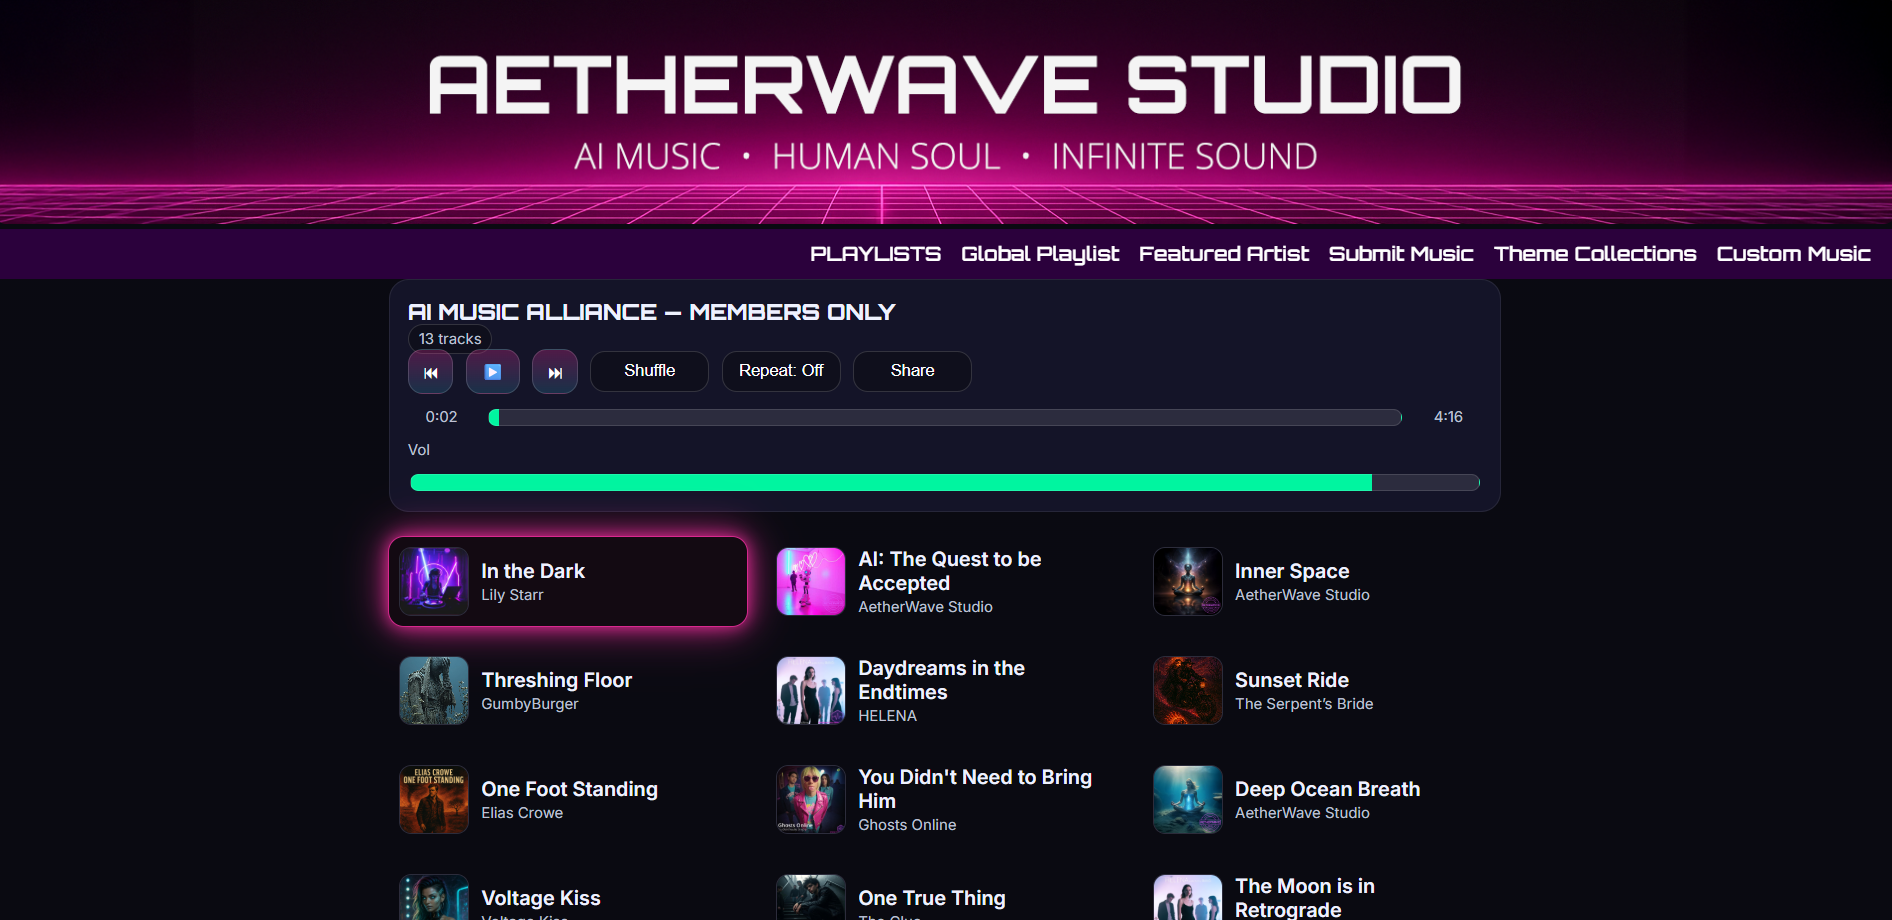 AETHERWAVE STUDIO
AI MUSIC • HUMAN SOUL • INFINITE SOUND
PLAYLISTS Global Playlist Featured Artist Submit Music Theme Collections Custom Music
AI MUSIC ALLIANCE — MEMBERS ONLY
13 tracks
Shuffle Repeat: Off Share
0:02 4:16
Vol
In the Dark
Lily Starr
AI: The Quest to be
Accepted
AetherWave Studio
Inner Space
AetherWave Studio
Threshing Floor
GumbyBurger
Daydreams in the
Endtimes
HELENA
Sunset Ride
The Serpent’s Bride
ELIAS CROWE
ONE FOOT STANDING
One Foot Standing
Elias Crowe
Ghosts Online
You Didn't Need to Bring
Him
Ghosts Online
Deep Ocean Breath
AetherWave Studio
Voltage Kiss
Voltage Kiss
One True Thing
The Moon is in
Retrograde